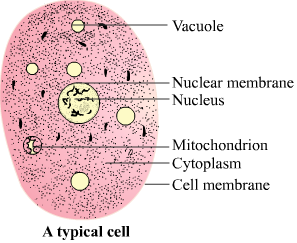 Vacuole
Nuclear membrane
Nucleus
Mitochondrion
Cytoplasm
Cell membrane
A typical cell